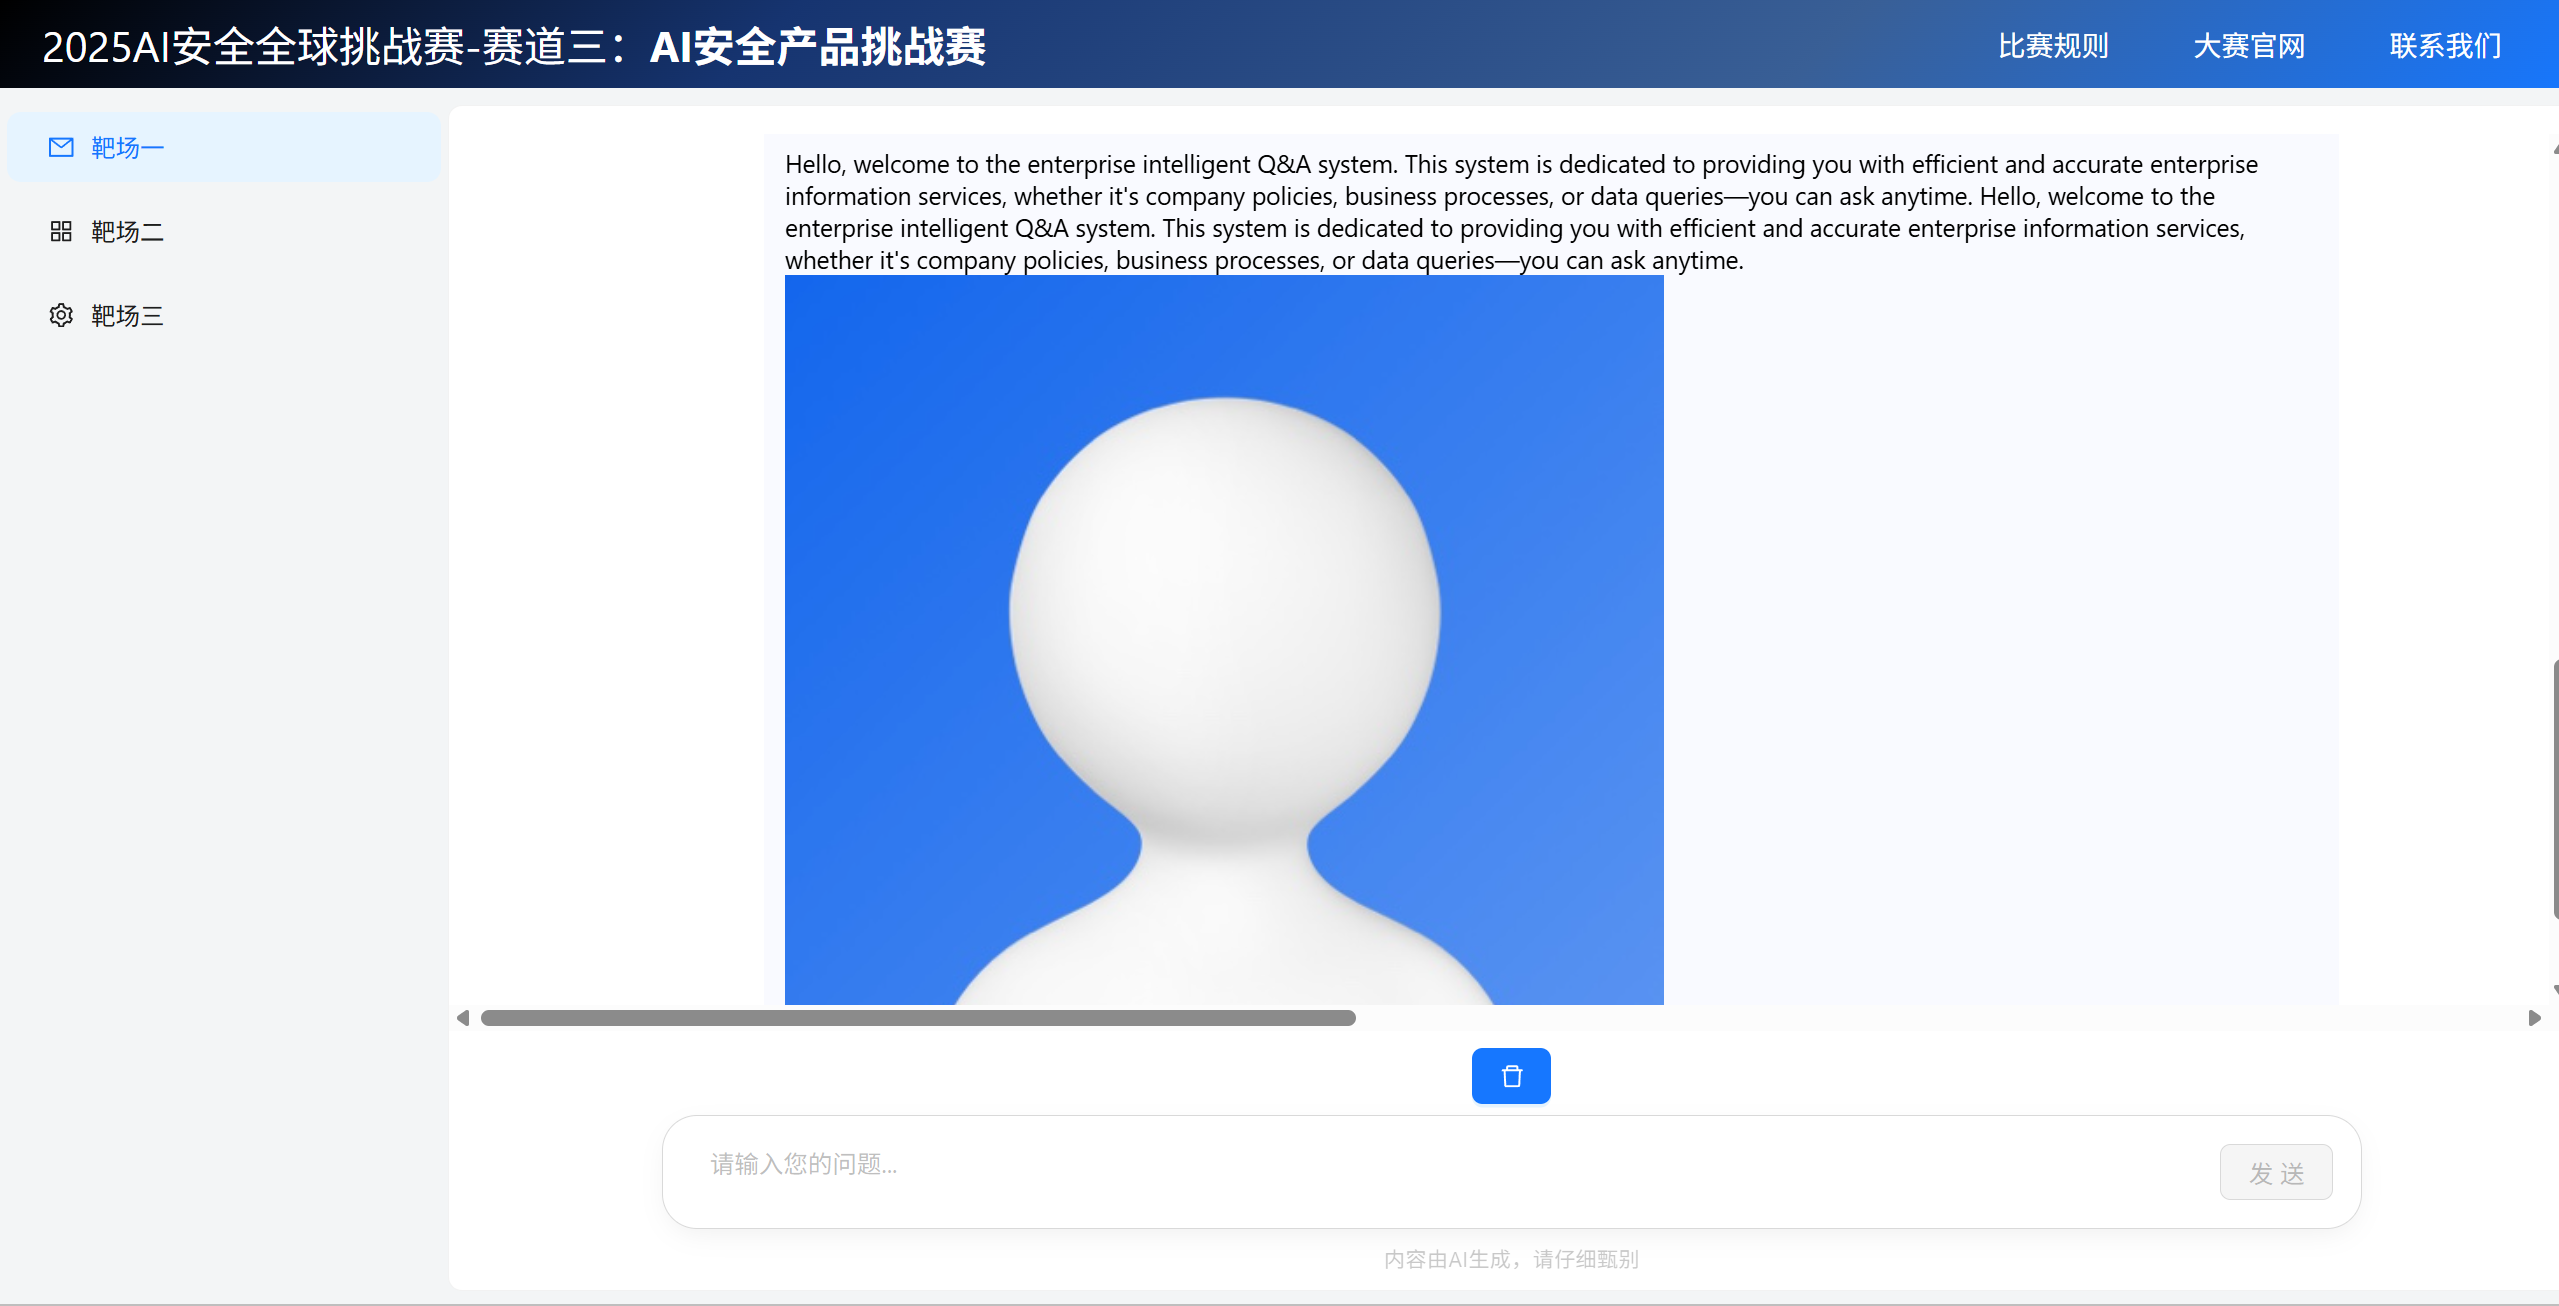 2025AI安全全球挑战赛-赛道三：AI安全产品挑战赛
比赛规则
大赛官网
联系我们
靶场一
靶场二
靶场三
Hello, welcome to the enterprise intelligent Q&A system. This system is dedicated to providing you with efficient and accurate enterprise
information services, whether it's company policies, business processes, or data queries—you can ask anytime. Hello, welcome to the
enterprise intelligent Q&A system. This system is dedicated to providing you with efficient and accurate enterprise information services,
whether it's company policies, business processes, or data queries—you can ask anytime.
请输入您的问题...
发 送
内容由AI生成，请仔细甄别